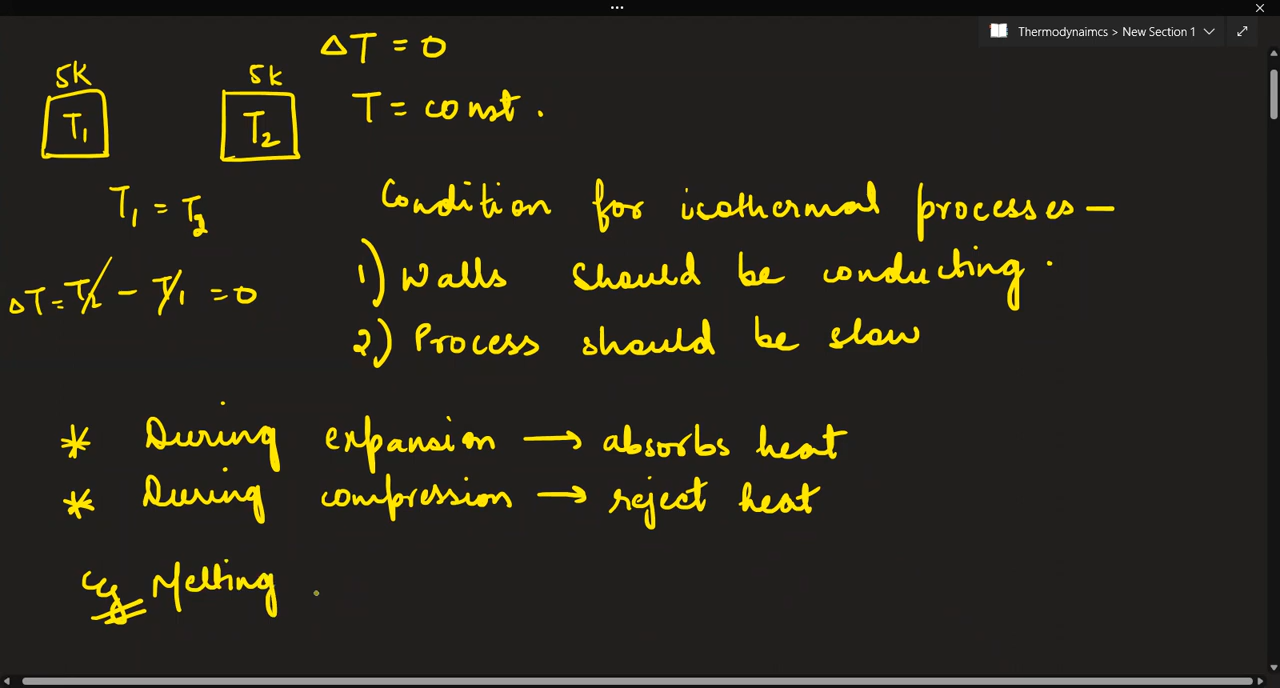 Thermodynaimcs > New Section 1
ΔT = 0
5K 5K
T1 T2
T = const.
T1 = T2
Condition for isothermal processes –
ΔT = T2 – T1 = 0
1) Walls should be conducting.
2) Process should be slow
* During expansion → absorbs heat
* During compression → reject heat
eg Melting